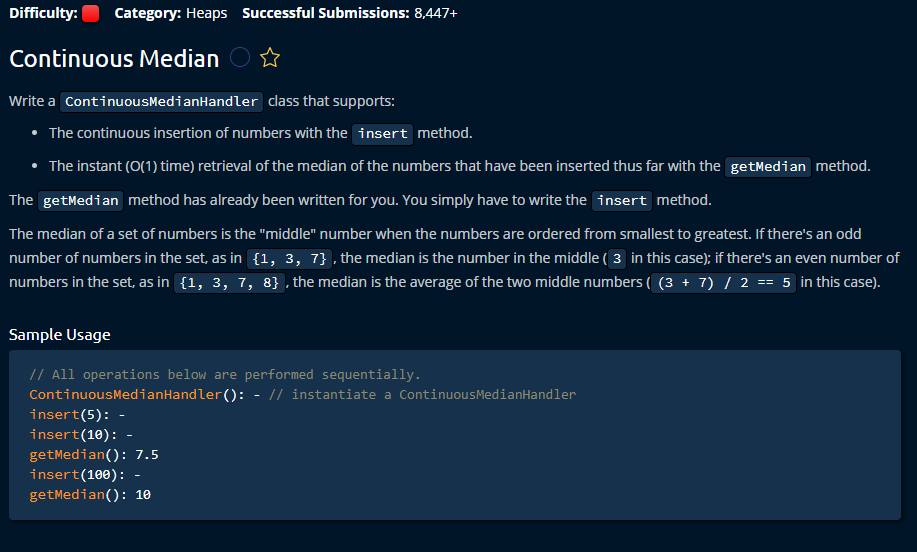 Difficulty: Category: Heaps Successful Submissions: 8,447+
Continuous Median
Write a ContinuousMedianHandler class that supports:
• The continuous insertion of numbers with the insert method.
• The instant (O(1) time) retrieval of the median of the numbers that have been inserted thus far with the getMedian method.
The getMedian method has already been written for you. You simply have to write the insert method.
The median of a set of numbers is the "middle" number when the numbers are ordered from smallest to greatest. If there's an odd
number of numbers in the set, as in {1, 3, 7}, the median is the number in the middle (3 in this case); if there's an even number of
numbers in the set, as in {1, 3, 7, 8}, the median is the average of the two middle numbers ((3 + 7) / 2 == 5 in this case).
Sample Usage
// All operations below are performed sequentially.
ContinuousMedianHandler(): - // instantiate a ContinuousMedianHandler
insert(5): -
insert(10): -
getMedian(): 7.5
insert(100): -
getMedian(): 10